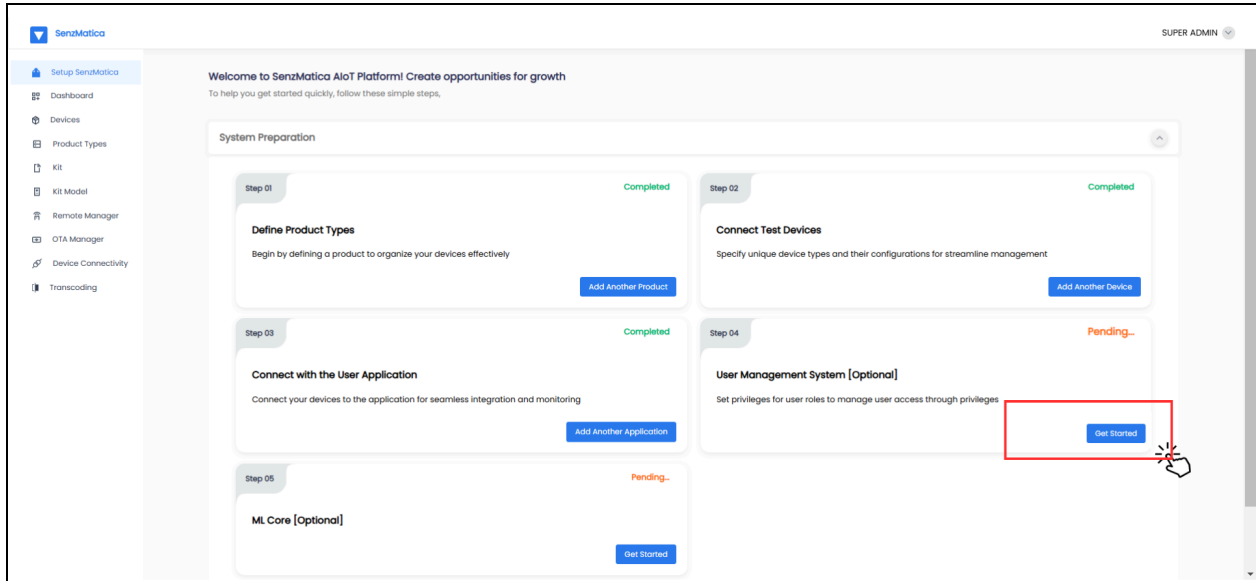 SenzMatica
SUPER ADMIN
Setup SenzMatica
Dashboard
Devices
Product Types
Kit
Kit Model
Remote Manager
OTA Manager
Device Connectivity
Transcoding
Welcome to SenzMatica AIoT Platform! Create opportunities for growth
To help you get started quickly, follow these simple steps,
System Preparation
Step 01
Completed
Define Product Types
Begin by defining a product to organize your devices effectively
Add Another Product
Step 02
Completed
Connect Test Devices
Specify unique device types and their configurations for streamline management
Add Another Device
Step 03
Completed
Connect with the User Application
Connect your devices to the application for seamless integration and monitoring
Add Another Application
Step 04
Pending...
User Management System [Optional]
Set privileges for user roles to manage user access through privileges
Get Started
Step 05
Pending...
ML Core [Optional]
Get Started